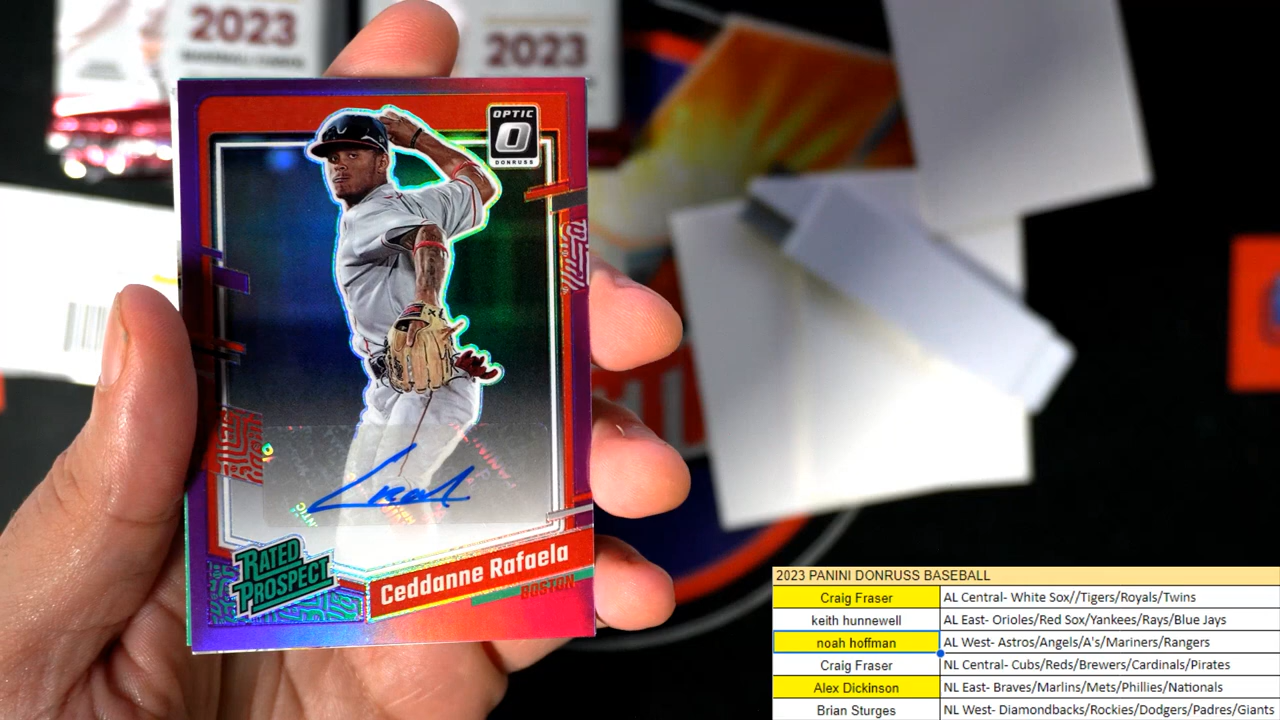 2023
BASEBALL CARDS
2023
OPTIC
DONRUSS
RATED
PROSPECT
Ceddanne Rafaela
BOSTON
2023 PANINI DONRUSS BASEBALL
Craig Fraser AL Central- White Sox//Tigers/Royals/Twins
keith hunnewell AL East- Orioles/Red Sox/Yankees/Rays/Blue Jays
noah hoffman AL West- Astros/Angels/A's/Mariners/Rangers
Craig Fraser NL Central- Cubs/Reds/Brewers/Cardinals/Pirates
Alex Dickinson NL East- Braves/Marlins/Mets/Phillies/Nationals
Brian Sturges NL West- Diamondbacks/Rockies/Dodgers/Padres/Giants